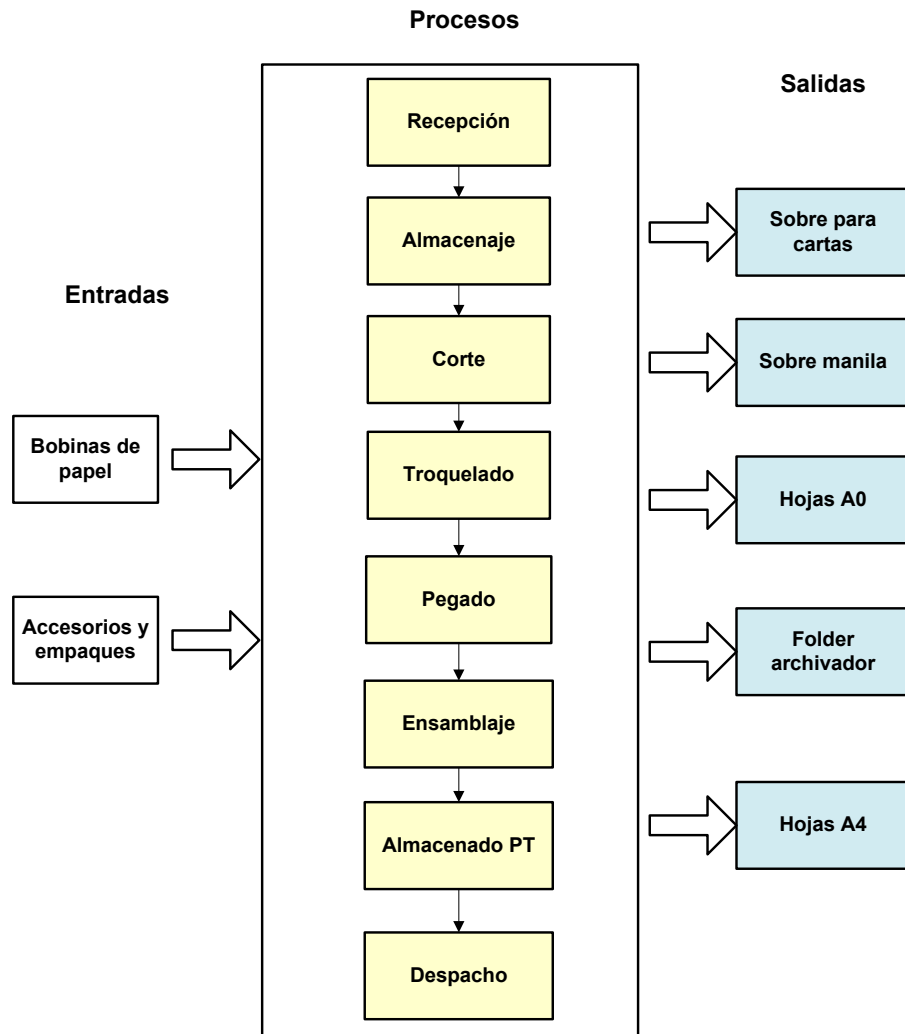 Procesos
Salidas
Entradas
Recepción
Almacenaje
Corte
Troquelado
Pegado
Ensamblaje
Almacenado PT
Despacho
Bobinas de
papel
Accesorios y
empaques
Sobre para
cartas
Sobre manila
Hojas A0
Folder
archivador
Hojas A4